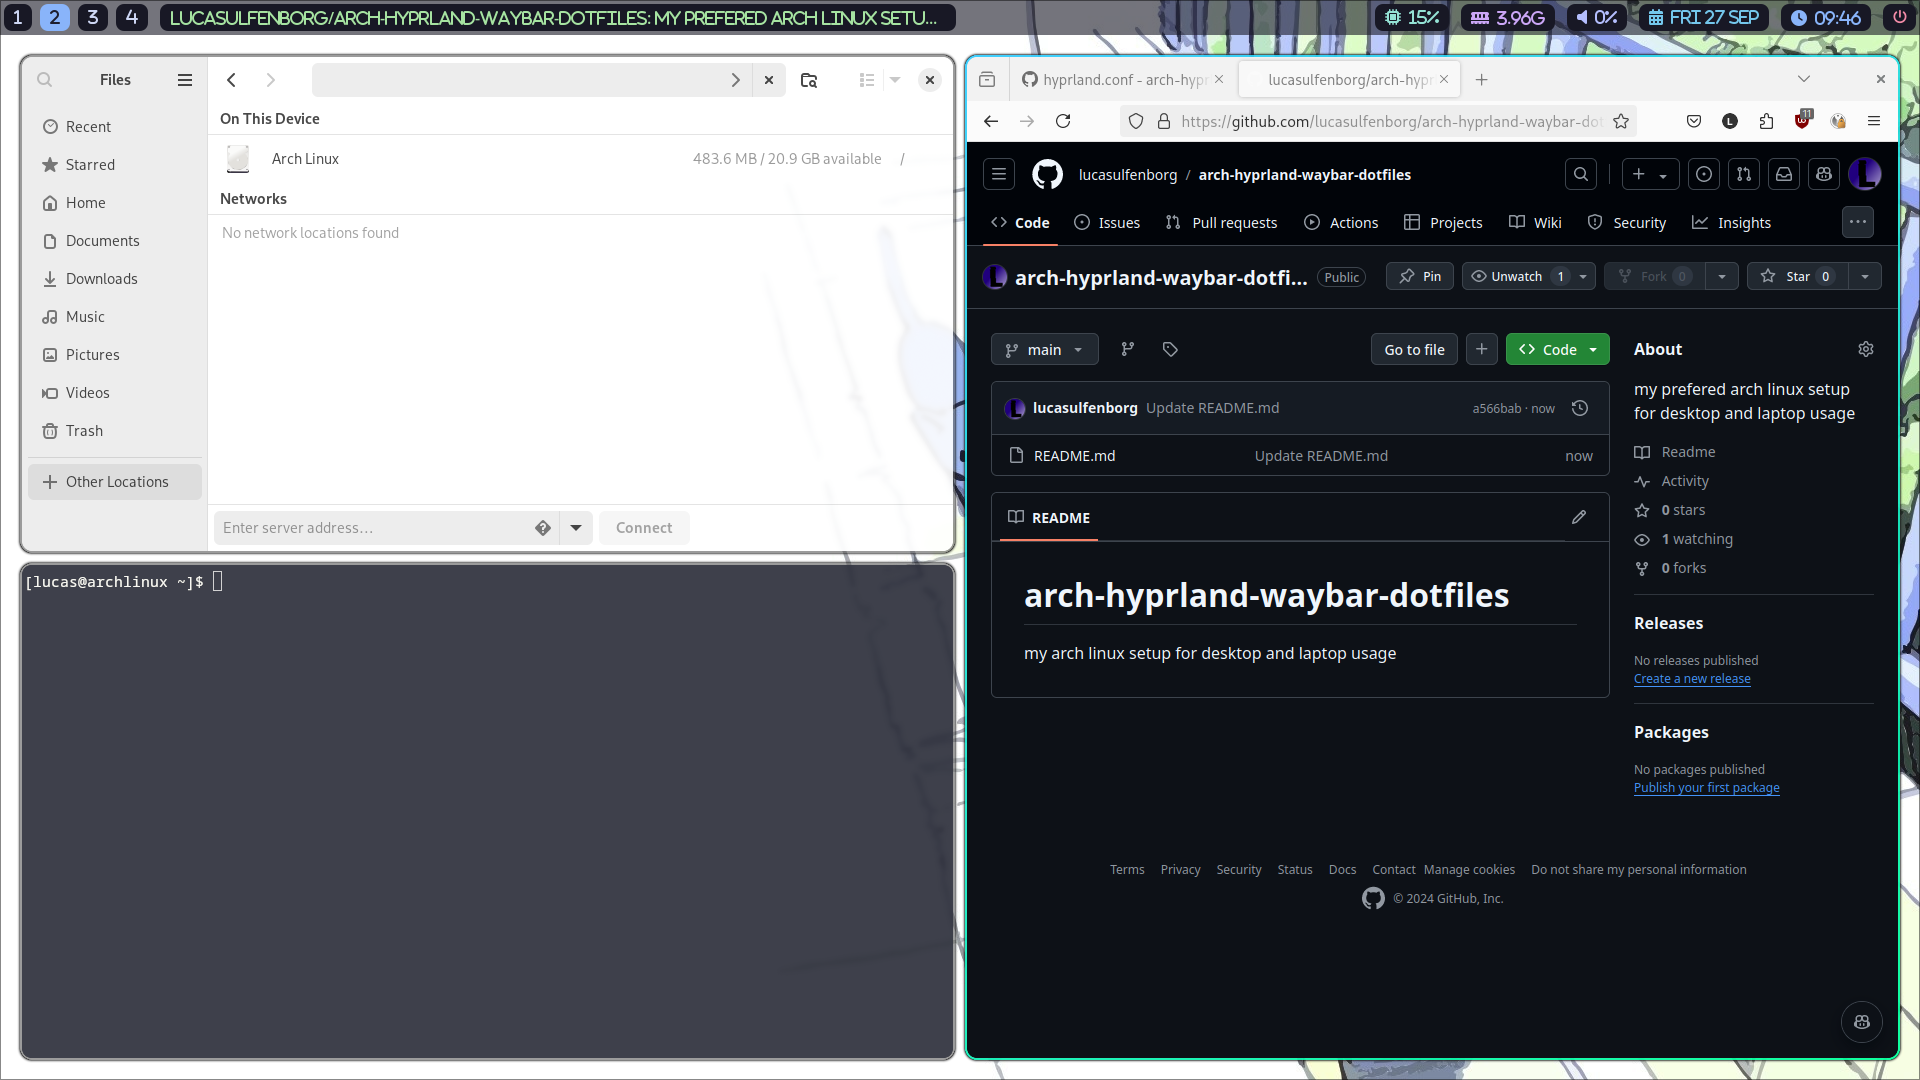 1 2 3 4 LUCASULFENBORG/ARCH-HYPRLAND-WAYBAR-DOTFILES: MY PREFERED ARCH LINUX SETU... 15% 3.96G 0% FRI 27 SEP 09:46
Files
Recent
Starred
Home
Documents
Downloads
Music
Pictures
Videos
Trash
Other Locations
On This Device
Arch Linux 483.6 MB / 20.9 GB available /
Networks
No network locations found
Enter server address... Connect
[lucas@archlinux ~]$
hyprland.conf - arch-hypr lucasulfenborg/arch-hypr
https://github.com/lucasulfenborg/arch-hyprland-waybar-dot L 11
lucasulfenborg / arch-hyprland-waybar-dotfiles
Code Issues Pull requests Actions Projects Wiki Security Insights
arch-hyprland-waybar-dotfi... Public Pin Unwatch 1 Fork 0 Star 0
main Go to file Code
lucasulfenborg Update README.md a566bab · now
README.md Update README.md now
README
arch-hyprland-waybar-dotfiles
my arch linux setup for desktop and laptop usage
About
my prefered arch linux setup
for desktop and laptop usage
Readme
Activity
0 stars
1 watching
0 forks
Releases
No releases published
Create a new release
Packages
No packages published
Publish your first package
Terms Privacy Security Status Docs Contact Manage cookies Do not share my personal information
© 2024 GitHub, Inc.